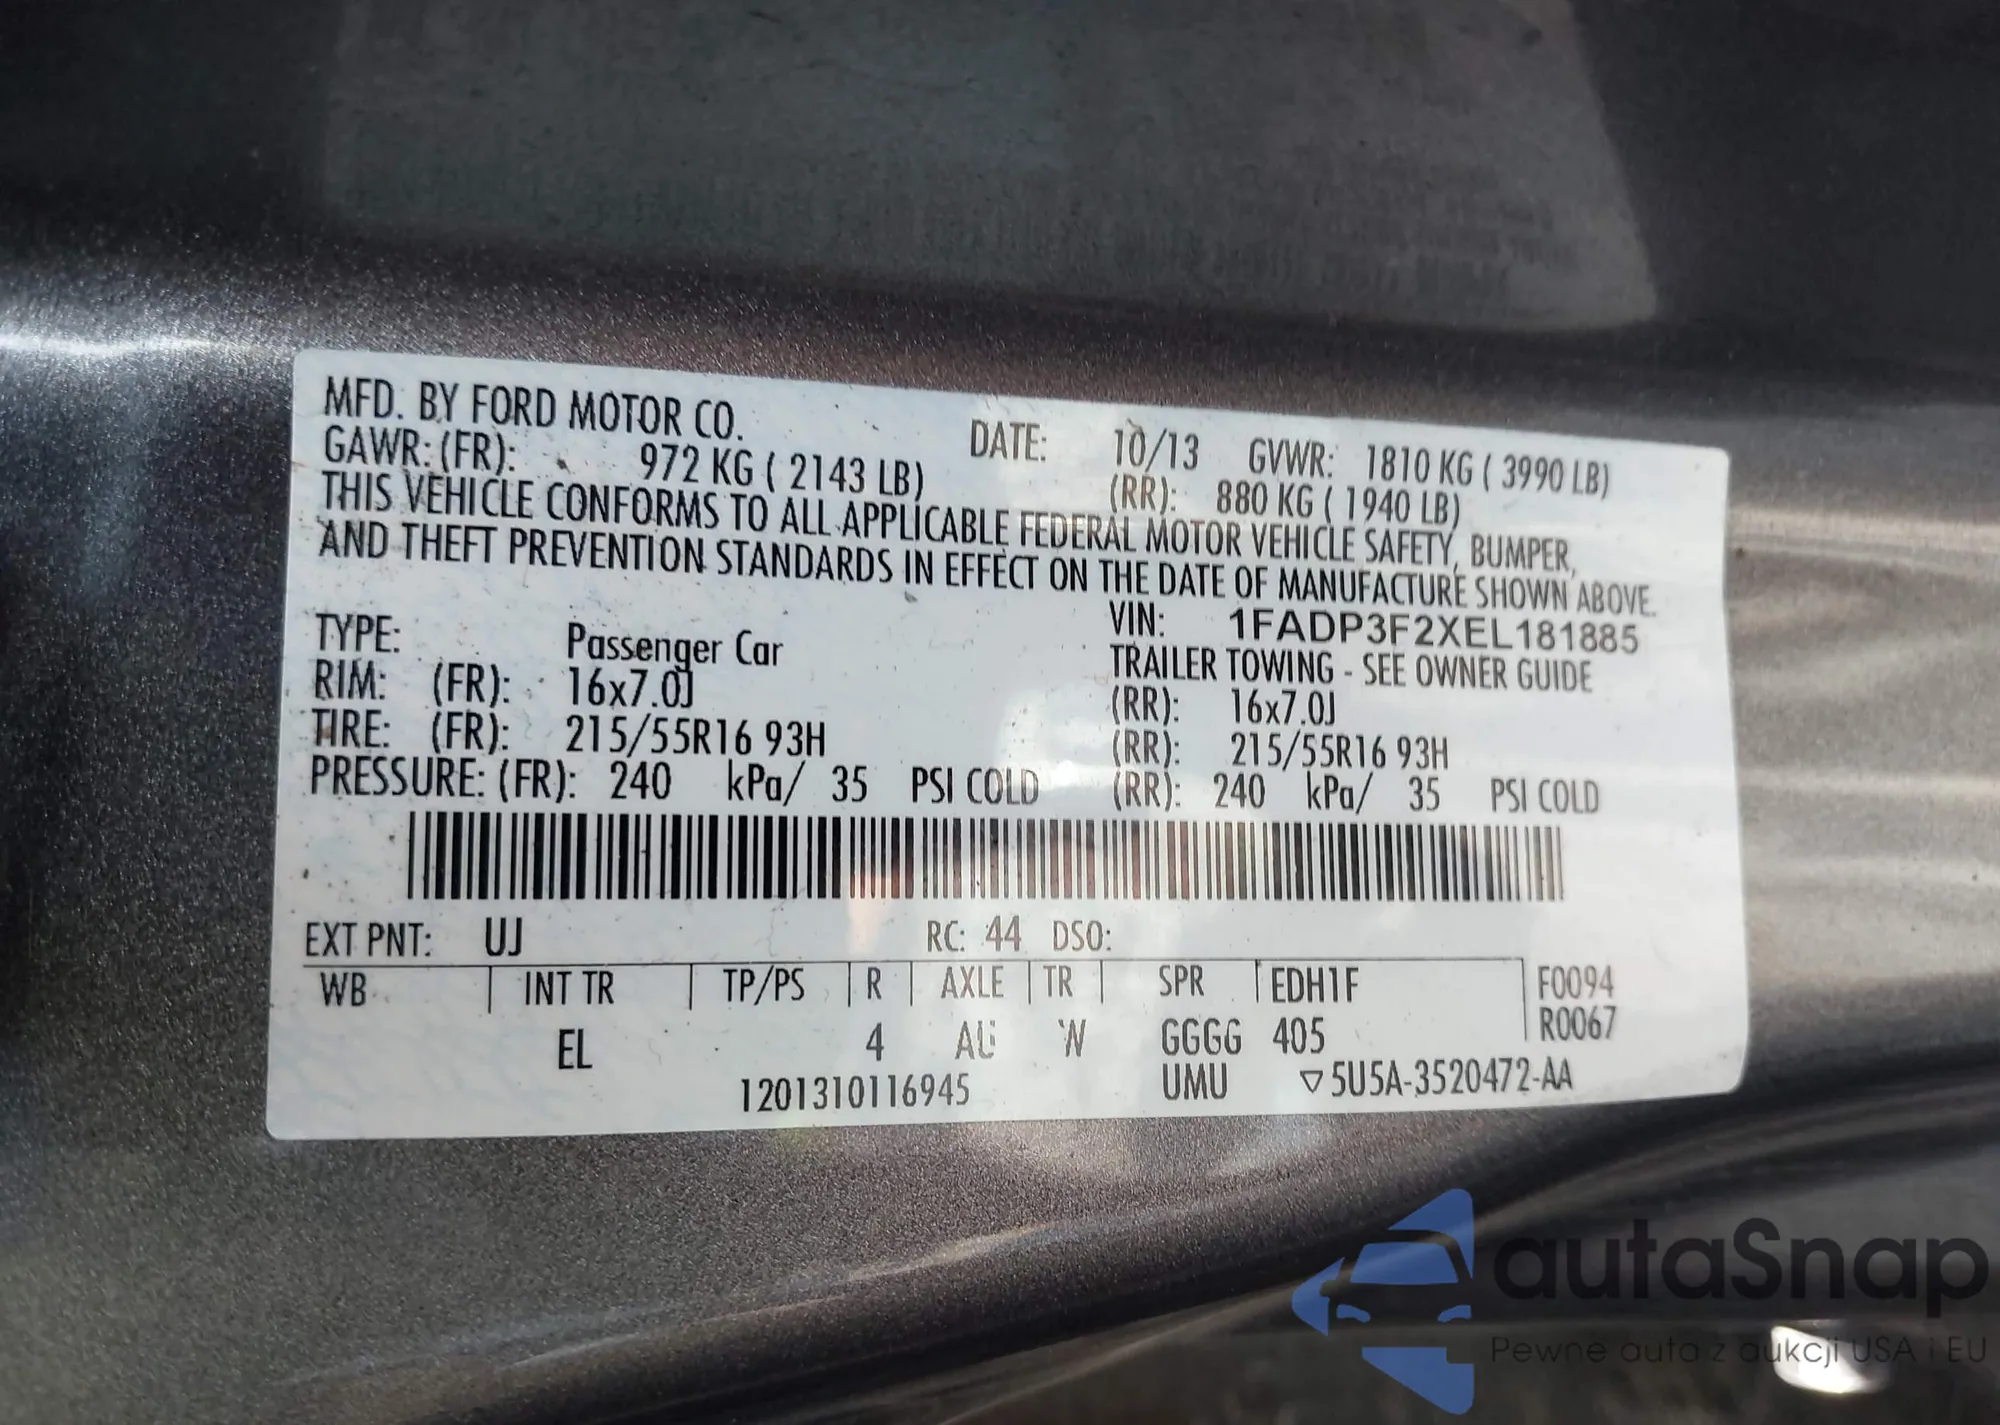 MFD. BY FORD MOTOR CO. DATE: 10/13 GVWR: 1810 KG ( 3990 LB)
GAWR: (FR): 972 KG ( 2143 LB) (RR): 880 KG ( 1940 LB)
THIS VEHICLE CONFORMS TO ALL APPLICABLE FEDERAL MOTOR VEHICLE SAFETY, BUMPER,
AND THEFT PREVENTION STANDARDS IN EFFECT ON THE DATE OF MANUFACTURE SHOWN ABOVE.
VIN: 1FADP3F2XEL181885
TYPE: Passenger Car TRAILER TOWING - SEE OWNER GUIDE
RIM: (FR): 16x7.0J (RR): 16x7.0J
TIRE: (FR): 215/55R16 93H (RR): 215/55R16 93H
PRESSURE: (FR): 240 kPa/ 35 PSI COLD (RR): 240 kPa/ 35 PSI COLD
EXT PNT: UJ RC: 44 DSO:
WB INT TR TP/PS R AXLE TR SPR EDH1F F0094
EL 4 W GGGG 405 R0067
1201310116945 UMU ▽5U5A-3520472-AA
autaSnap
Pewne auta z aukcji USA i EU